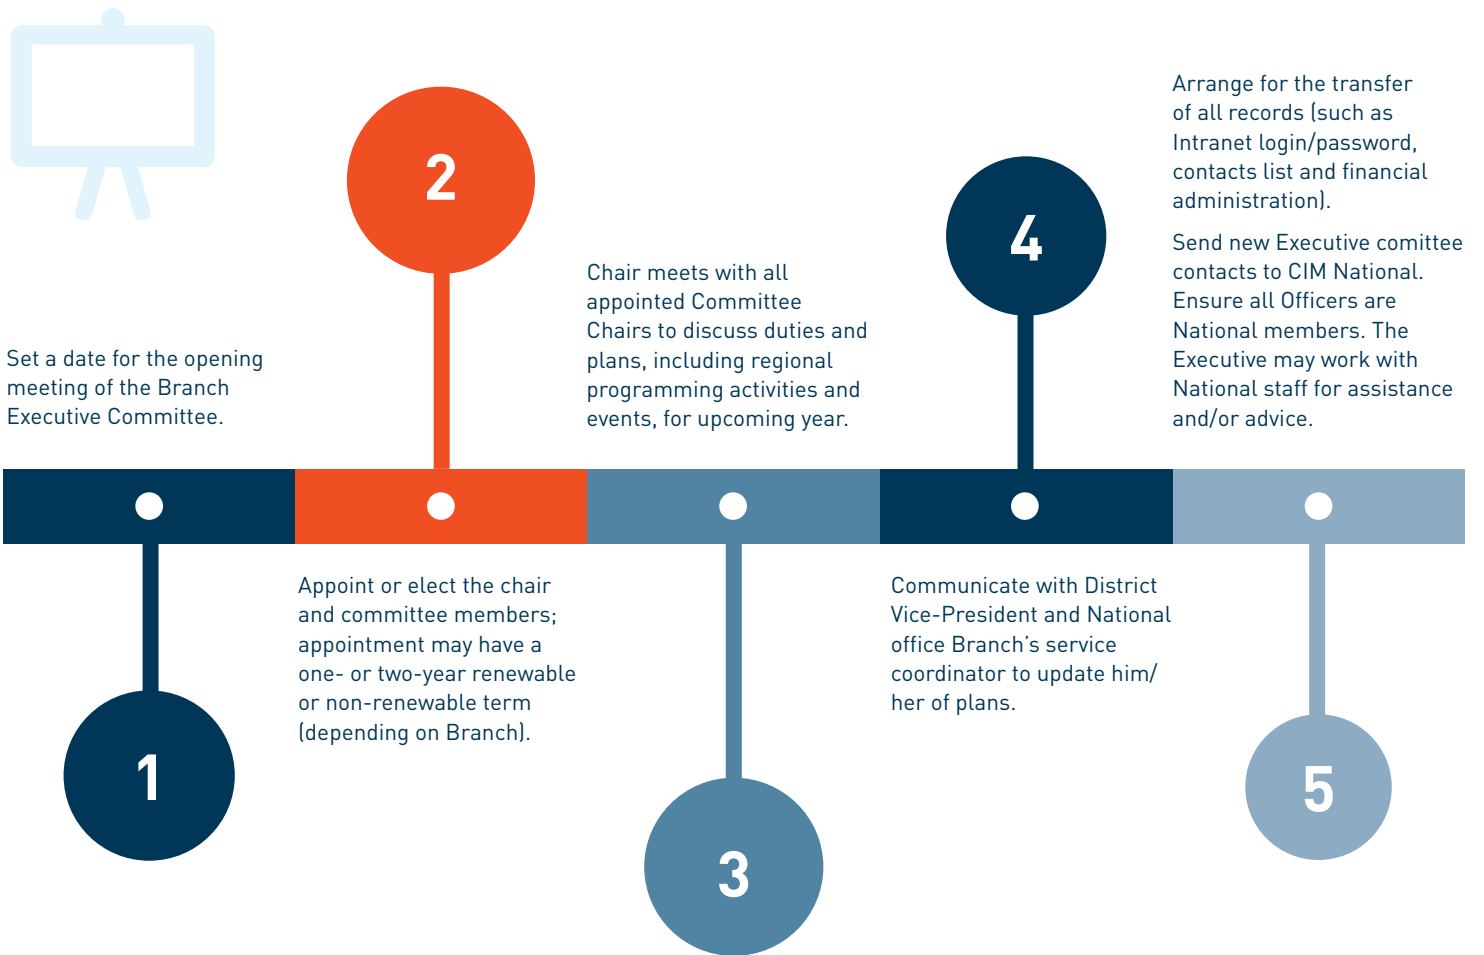 1
Set a date for the opening
meeting of the Branch
Executive Committee.
2
Appoint or elect the chair
and committee members;
appointment may have a
one- or two-year renewable
or non-renewable term
(depending on Branch).
3
Chair meets with all
appointed Committee
Chairs to discuss duties and
plans, including regional
programming activities and
events, for upcoming year.
4
Communicate with District
Vice-President and National
office Branch’s service
coordinator to update him/
her of plans.
5
Arrange for the transfer
of all records (such as
Intranet login/password,
contacts list and financial
administration).
Send new Executive comittee
contacts to CIM National.
Ensure all Officers are
National members. The
Executive may work with
National staff for assistance
and/or advice.